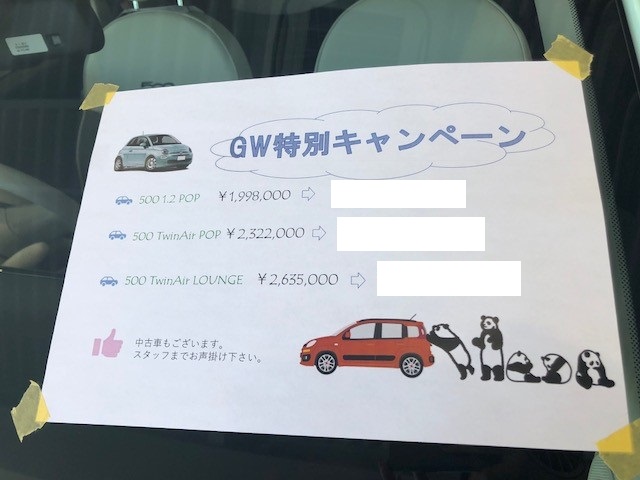 GW特別キャンペーン
500 1.2 POP ¥1,998,000 ⇨
500 TwinAir POP ¥2,322,000 ⇨
500 TwinAir LOUNGE ¥2,635,000 ⇨
中古車もございます。
スタッフまでお声掛け下さい。